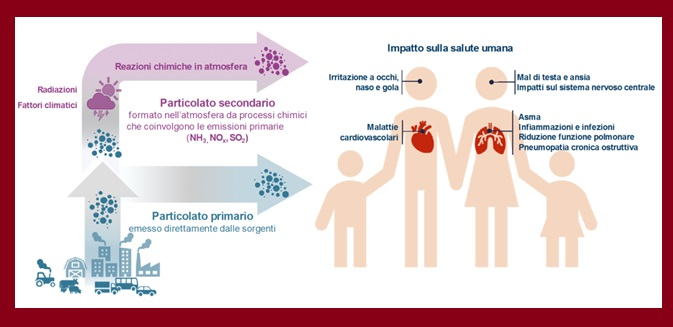 Reazioni chimiche in atmosfera
Radiazioni
Fattori climatici
Particolato secondario
formato nell'atmosfera da processi chimici
che coinvolgono le emissioni primarie
(NH3, NOx, SO2)
Particolato primario
emesso direttamente dalle sorgenti
Impatto sulla salute umana
Irritazione a occhi,
naso e gola
Mal di testa e ansia
Impatti sul sistema nervoso centrale
Malattie
cardiovascolari
Asma
Infiammazioni e infezioni
Riduzione funzione polmonare
Pneumopatia cronica ostruttiva